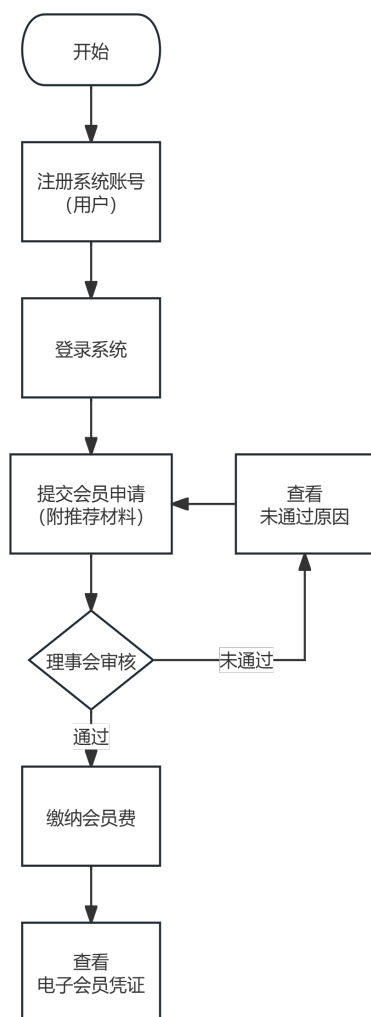 开始
注册系统账号
（用户）
登录系统
提交会员申请
（附推荐材料）
查看
未通过原因
理事会审核
未通过
通过
缴纳会员费
查看
电子会员凭证